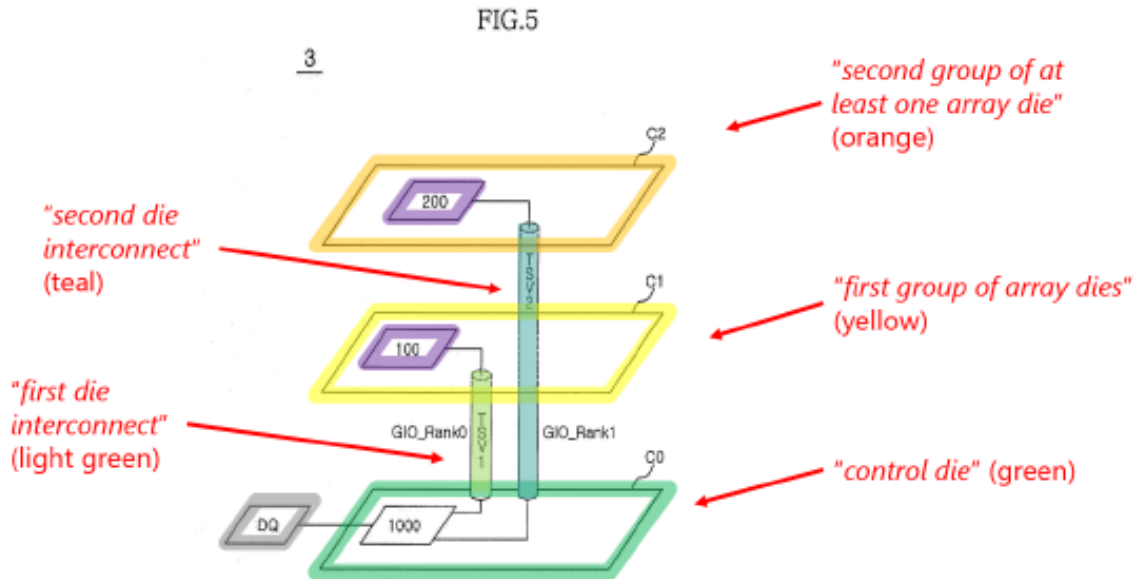 FIG.5
3
"second group of at
least one array die"
(orange)
C2
200
"second die
interconnect"
(teal)
TSV2
C1
"first group of array dies"
(yellow)
100
"first die
interconnect"
(light green)
GIO_Rank0
TSV1
GIO_Rank1
C0
"control die" (green)
DQ
1000